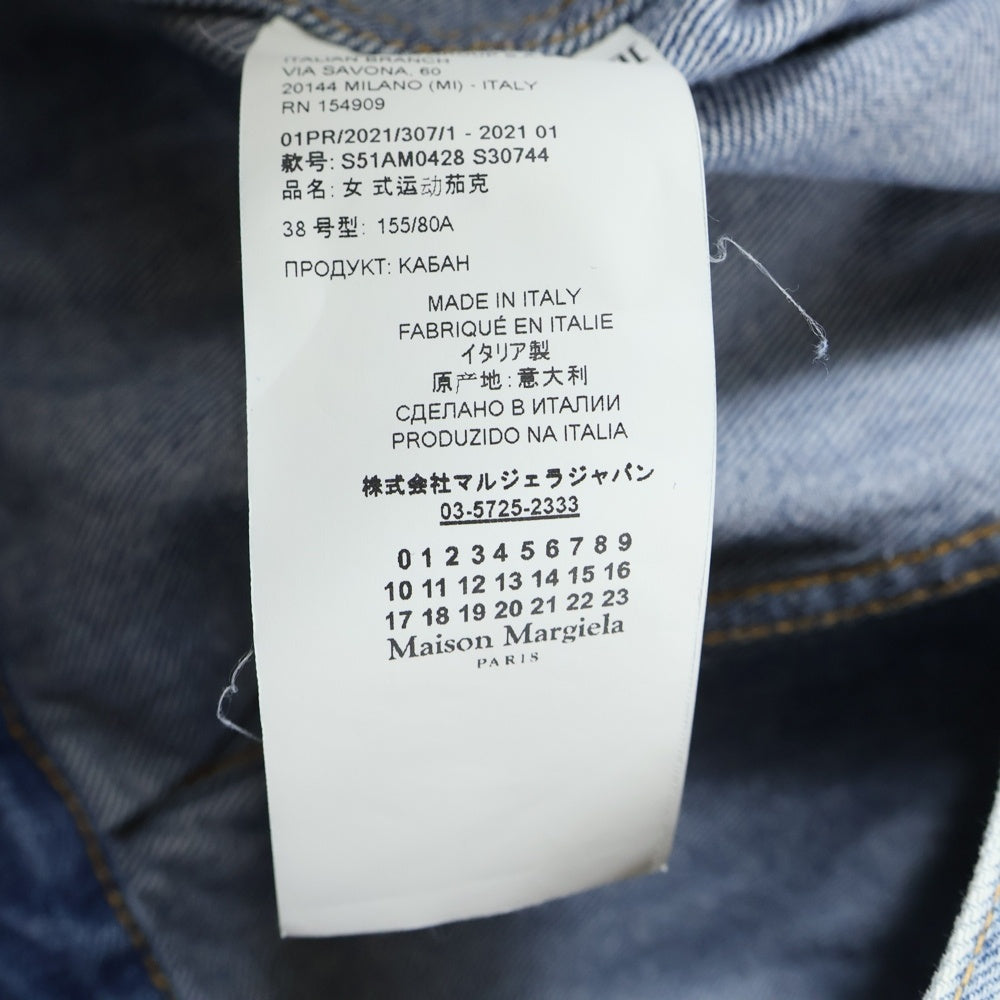 ITALIAN BRANCH
VIA SAVONA, 60
20144 MILANO (MI) - ITALY
RN 154909
01PR/2021/307/1 - 2021 01
款号: S51AM0428 S30744
品名: 女 式运动茄克
38 号型: 155/80A
ПРОДУКТ: КАБАН
MADE IN ITALY
FABRIQUÉ EN ITALIE
イタリア製
原产地:意大利
СДЕЛАНО В ИТАЛИИ
PRODUZIDO NA ITALIA
株式会社マルジェラジャパン
03-5725-2333
0 1 2 3 4 5 6 7 8 9
10 11 12 13 14 15 16
17 18 19 20 21 22 23
Maison Margiela
PARIS